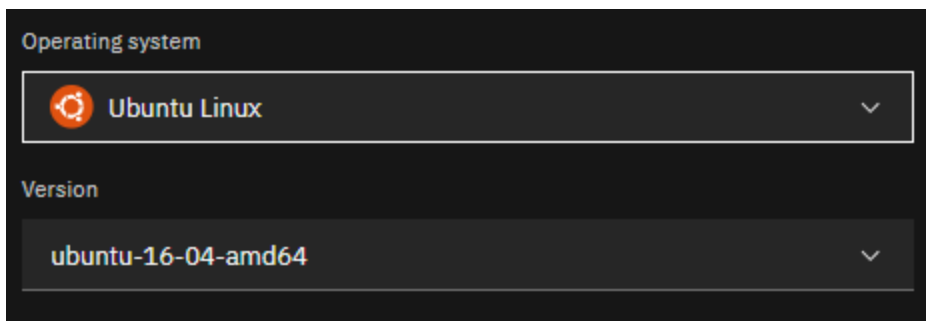 Operating system
Ubuntu Linux
Version
ubuntu-16-04-amd64